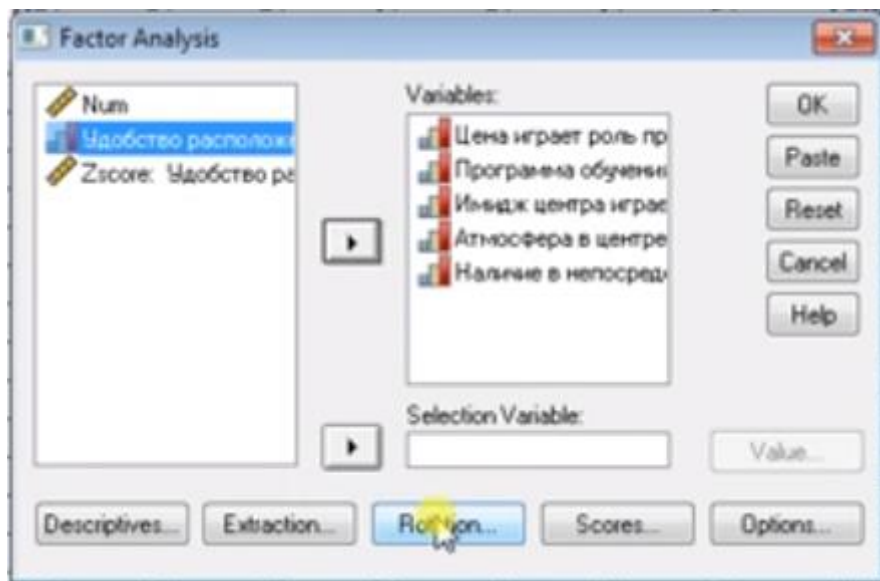 Factor Analysis
Num
Удобство располож
Zscore: Удобство ра
Variables:
Цена играет роль пр
Программа обучени
Имидж центра играе
Атмосфера в центре
Наличие в непосред
Selection Variable:
OK
Paste
Reset
Cancel
Help
Value...
Descriptives...
Extraction...
Rotation...
Scores...
Options...